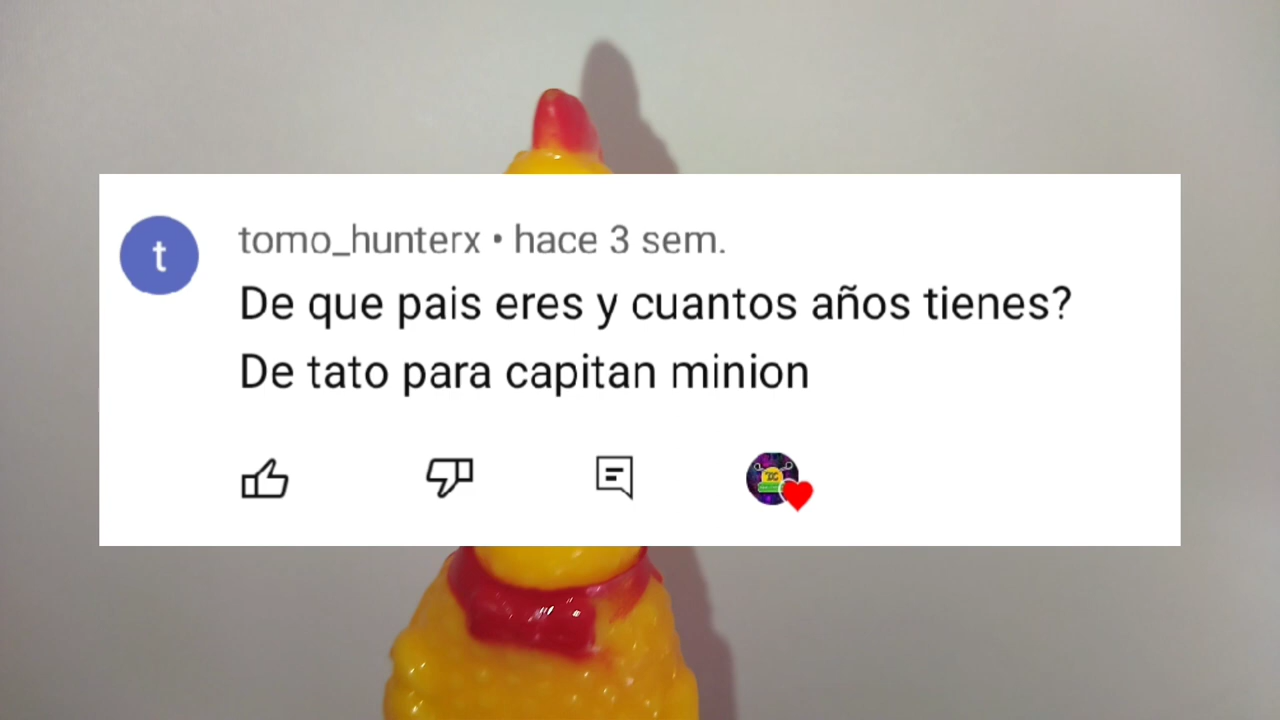 t
tomo_hunterx • hace 3 sem.
De que pais eres y cuantos años tienes?
De tato para capitan minion